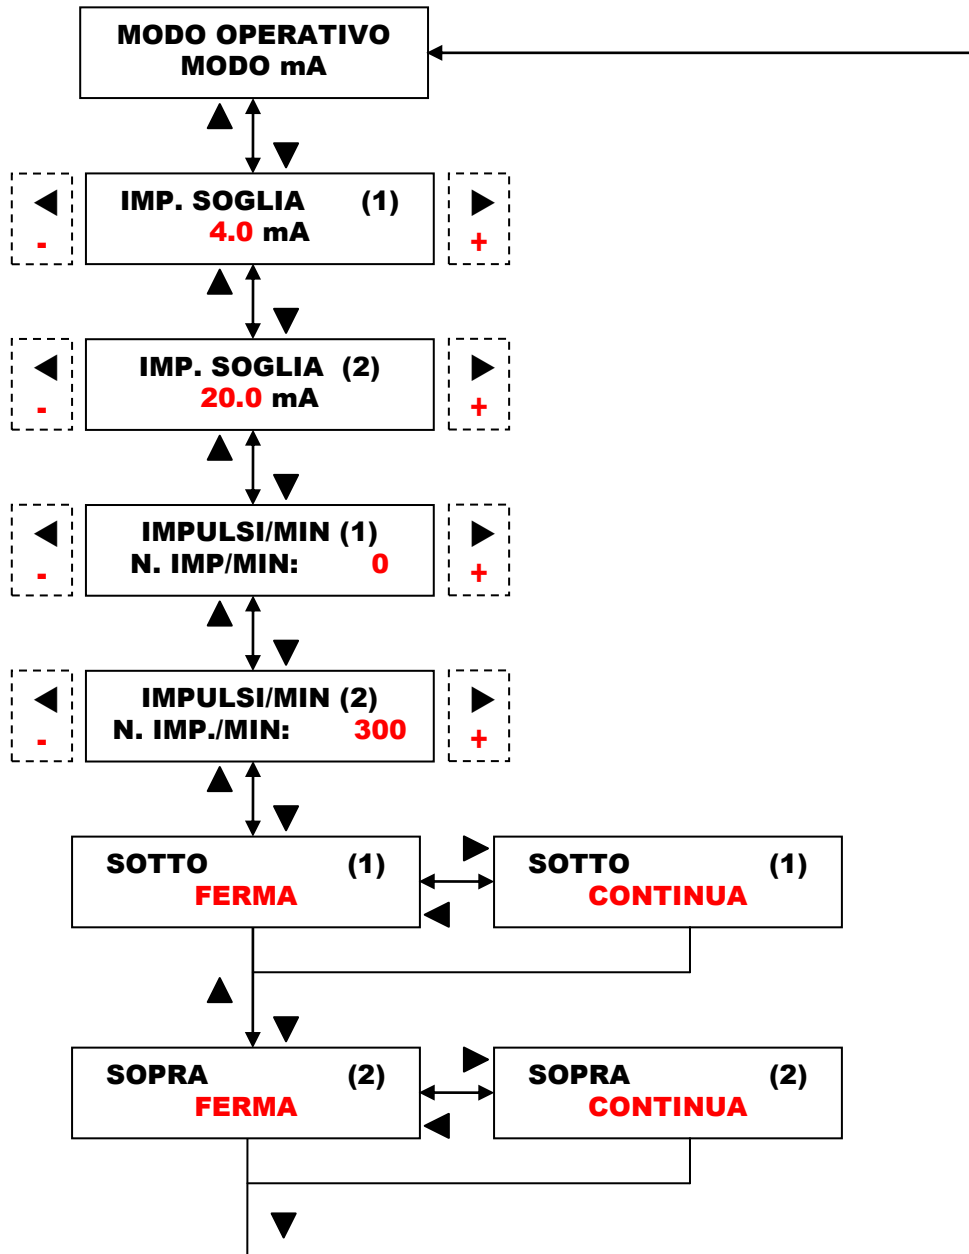 MODO OPERATIVO
MODO mA
IMP. SOGLIA (1)
4.0 mA
-
+
IMP. SOGLIA (2)
20.0 mA
-
+
IMPULSI/MIN (1)
N. IMP/MIN: 0
-
+
IMPULSI/MIN (2)
N. IMP./MIN: 300
-
+
SOTTO (1)
FERMA
SOTTO (1)
CONTINUA
SOPRA (2)
FERMA
SOPRA (2)
CONTINUA